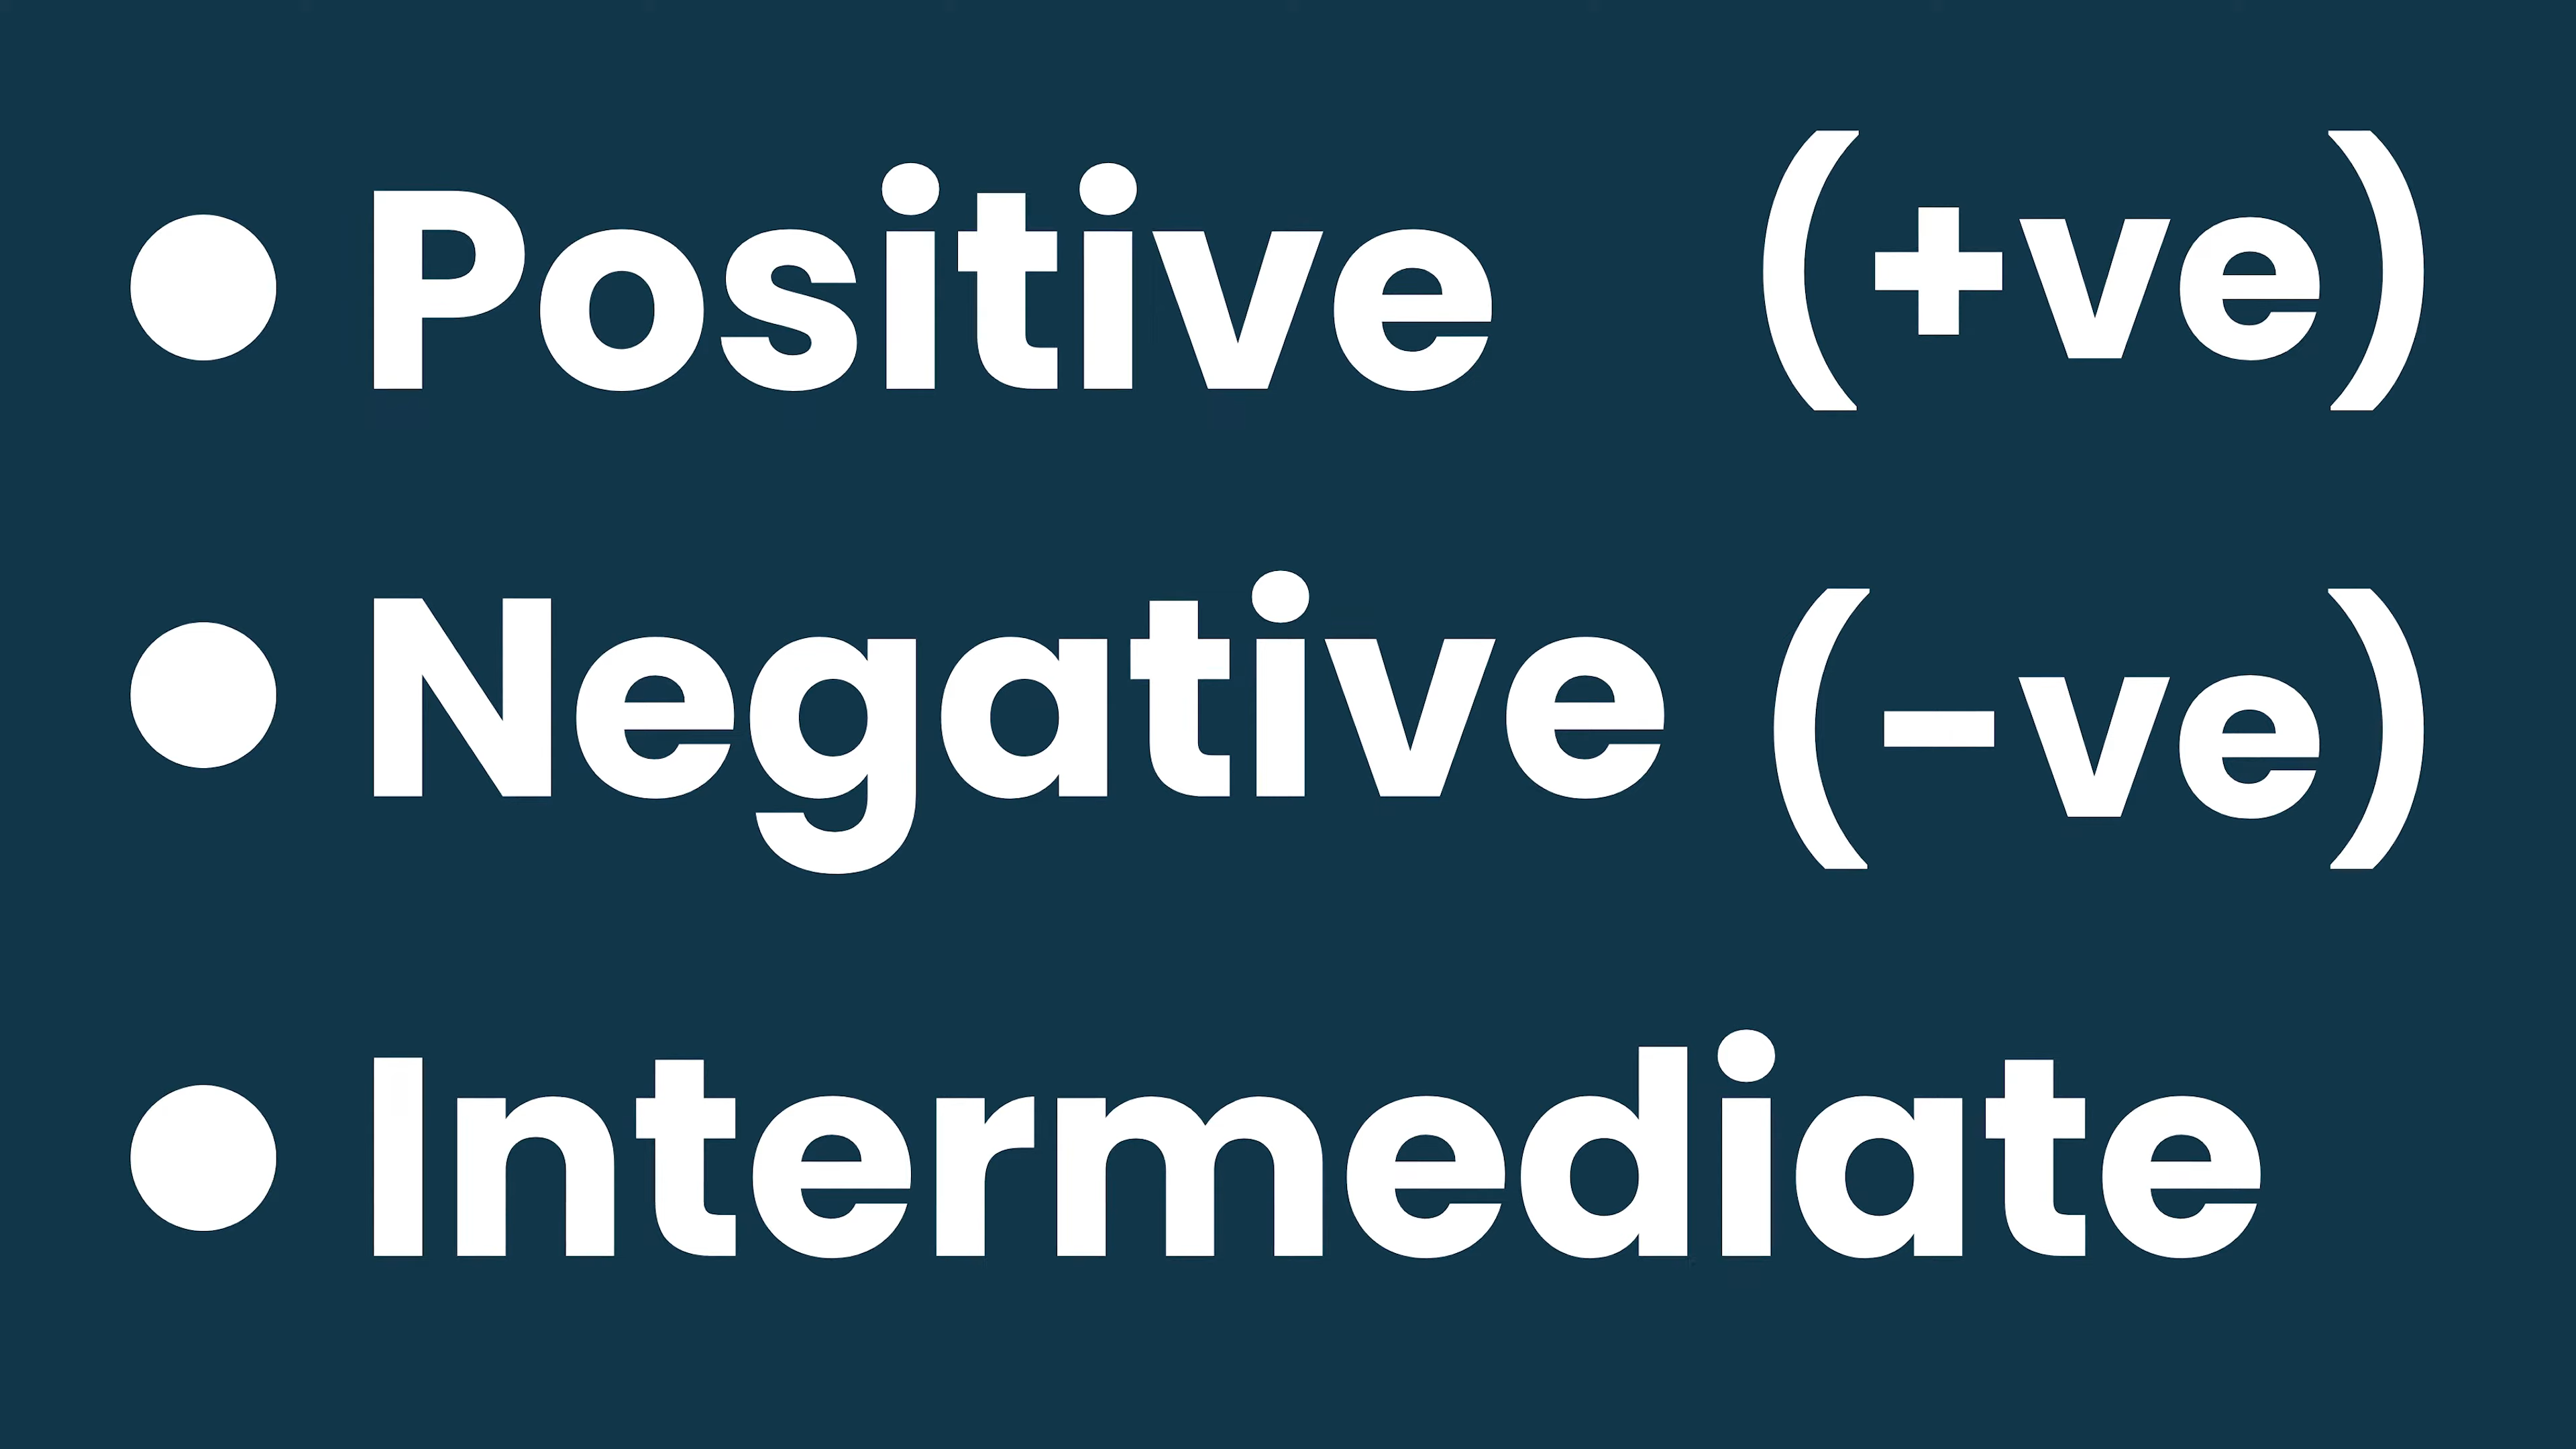 ● Positive (+ve)
● Negative (-ve)
● Intermediate